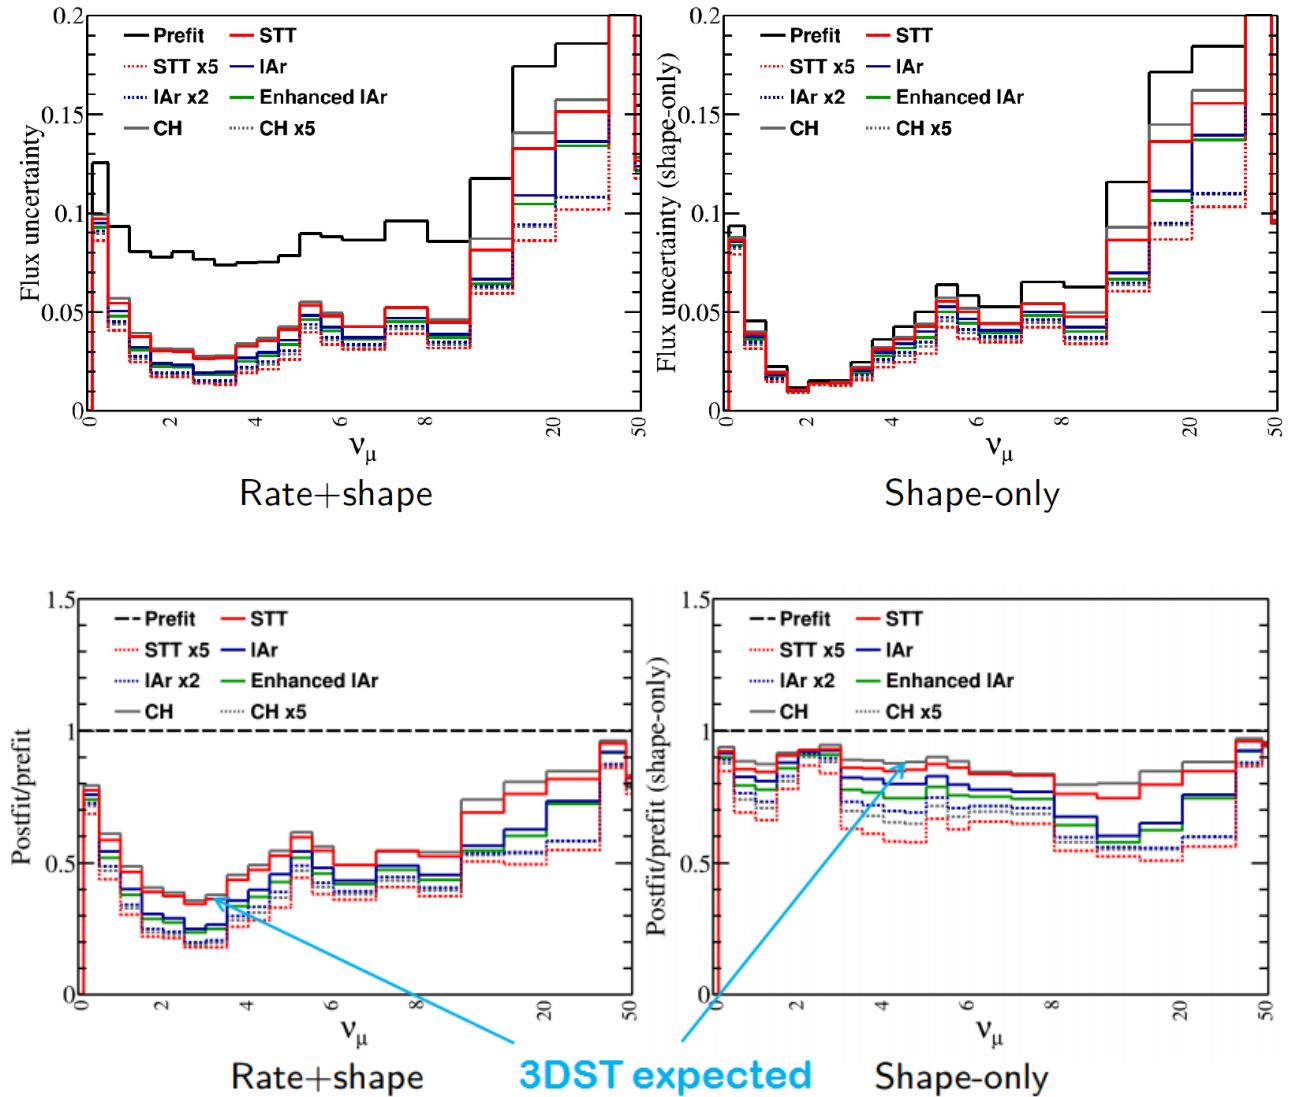 0.2
0.15
0.1
0.05
0
Flux uncertainty
Prefit
STT
STT x5
lAr
lAr x2
Enhanced lAr
CH
CH x5
0
2
4
6
8
20
50
νμ
Rate+shape
0.2
0.15
0.1
0.05
0
Flux uncertainty (shape-only)
Prefit
STT
STT x5
lAr
lAr x2
Enhanced lAr
CH
CH x5
0
2
4
6
8
20
50
νμ
Shape-only
1.5
1
0.5
0
Postfit/prefit
Prefit
STT
STT x5
lAr
lAr x2
Enhanced lAr
CH
CH x5
0
2
4
6
8
20
50
νμ
Rate+shape
1.5
1
0.5
0
Postfit/prefit (shape-only)
Prefit
STT
STT x5
lAr
lAr x2
Enhanced lAr
CH
CH x5
0
2
4
6
8
20
50
νμ
Shape-only
3DST expected